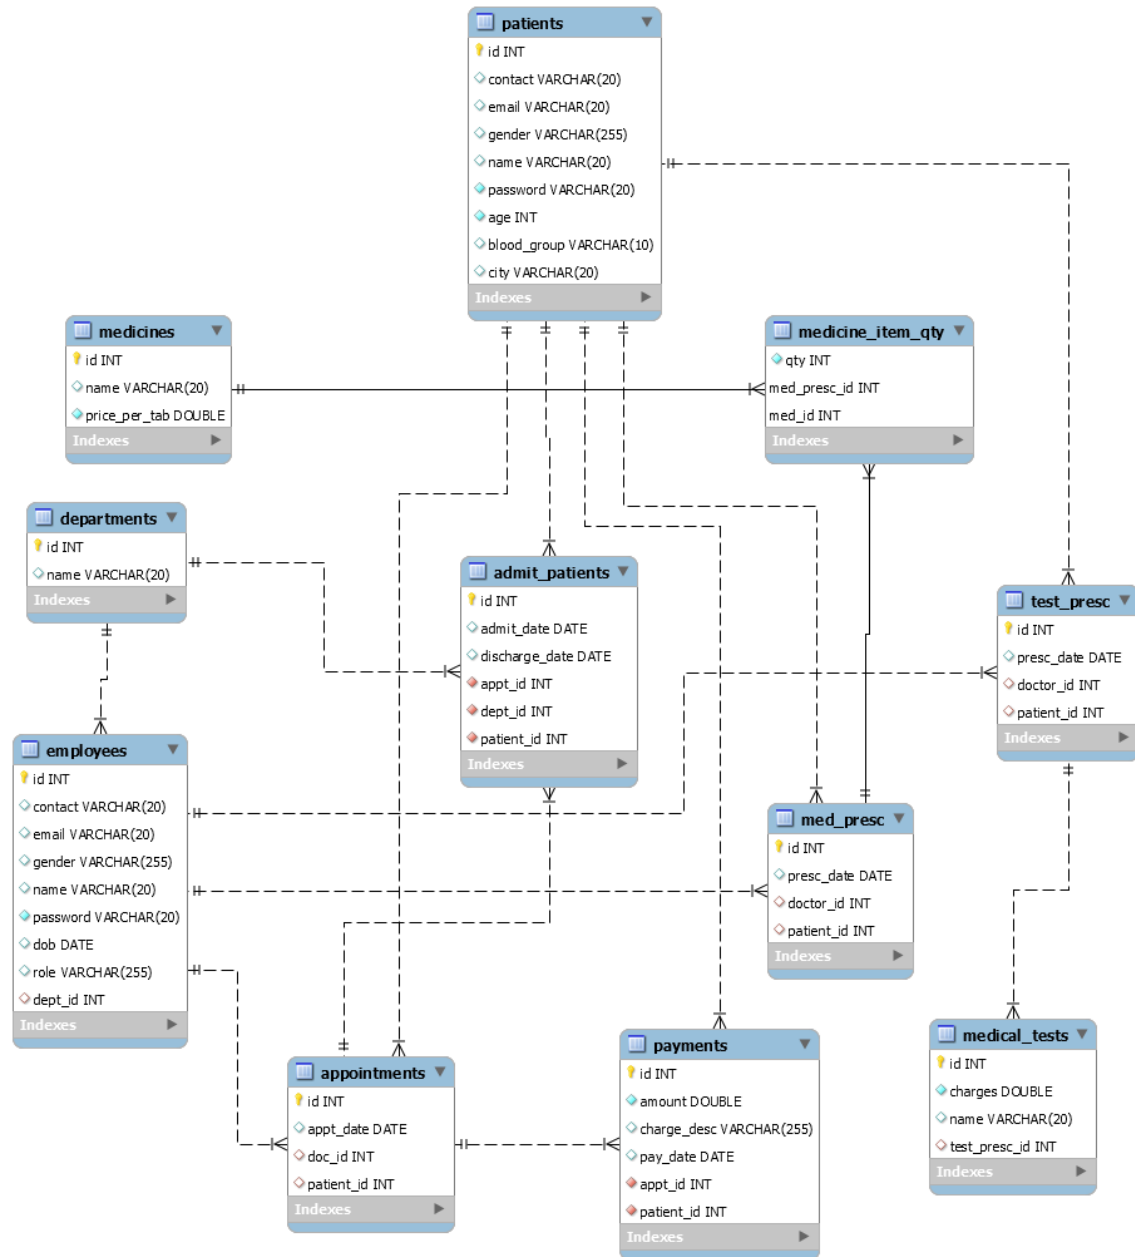 patients
id INT
contact VARCHAR(20)
email VARCHAR(20)
gender VARCHAR(255)
name VARCHAR(20)
password VARCHAR(20)
age INT
blood_group VARCHAR(10)
city VARCHAR(20)
Indexes
medicines
id INT
name VARCHAR(20)
price_per_tab DOUBLE
Indexes
medicine_item_qty
qty INT
med_presc_id INT
med_id INT
Indexes
departments
id INT
name VARCHAR(20)
Indexes
admit_patients
id INT
admit_date DATE
discharge_date DATE
appt_id INT
dept_id INT
patient_id INT
Indexes
test_presc
id INT
presc_date DATE
doctor_id INT
patient_id INT
Indexes
employees
id INT
contact VARCHAR(20)
email VARCHAR(20)
gender VARCHAR(255)
name VARCHAR(20)
password VARCHAR(20)
dob DATE
role VARCHAR(255)
dept_id INT
Indexes
med_presc
id INT
presc_date DATE
doctor_id INT
patient_id INT
Indexes
appointments
id INT
appt_date DATE
doc_id INT
patient_id INT
Indexes
payments
id INT
amount DOUBLE
charge_desc VARCHAR(255)
pay_date DATE
appt_id INT
patient_id INT
Indexes
medical_tests
id INT
charges DOUBLE
name VARCHAR(20)
test_presc_id INT
Indexes